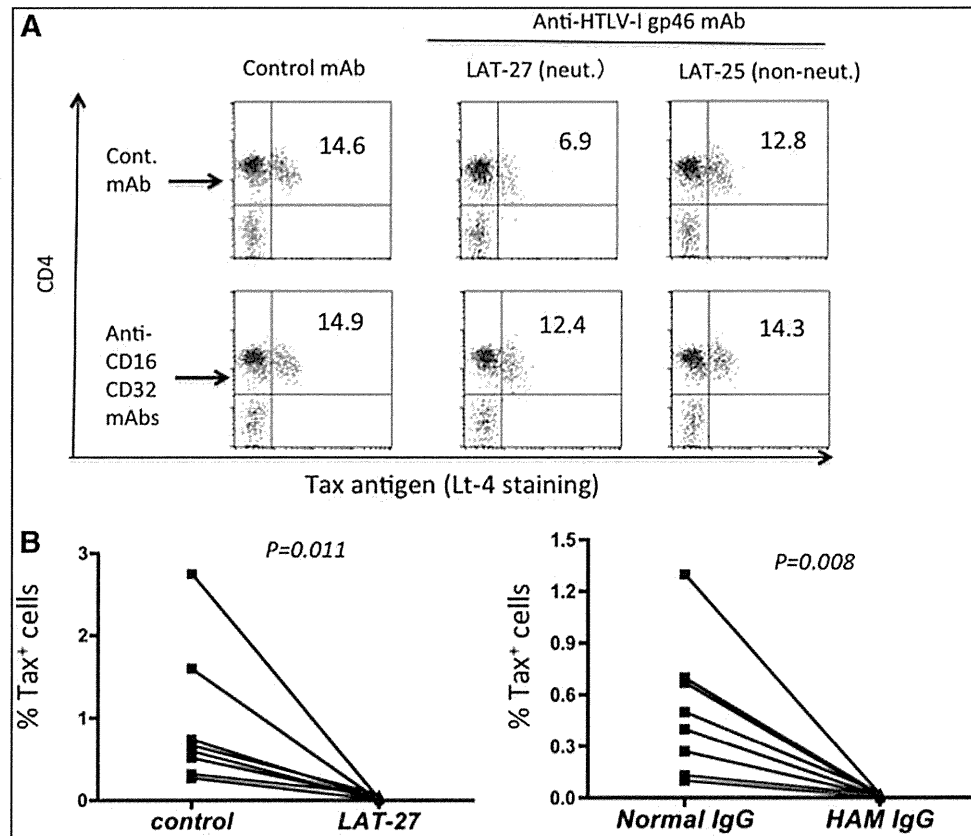 A
Anti-HTLV-I gp46 mAb
Control mAb
LAT-27 (neut.)
LAT-25 (non-neut.)
Cont.
mAb
14.6
6.9
12.8
Anti-
CD16
CD32
mAbs
14.9
12.4
14.3
CD4
Tax antigen (Lt-4 staining)
B
P=0.011
% Tax+ cells
3
2
1
0
control
LAT-27
P=0.008
% Tax+ cells
1.5
1.2
0.9
0.6
0.3
0.0
Normal IgG
HAM IgG